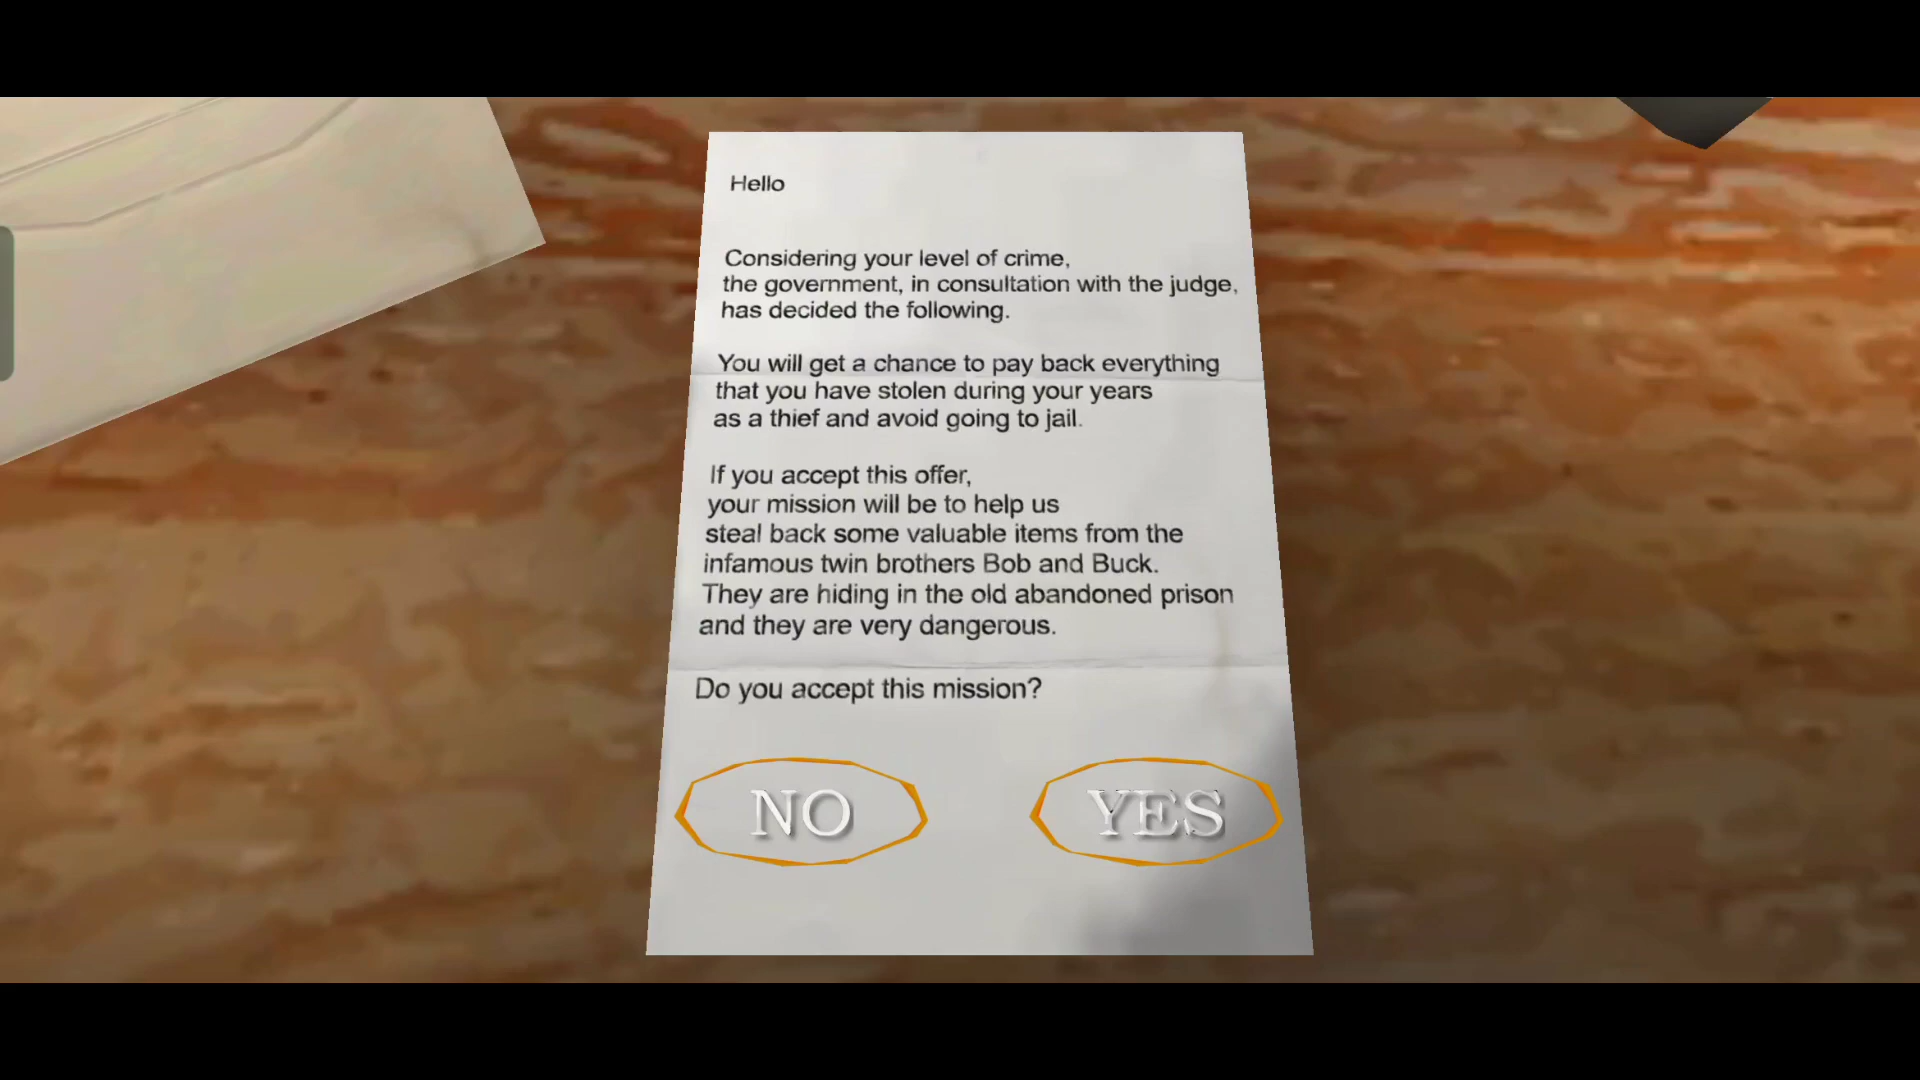 Hello
Considering your level of crime,
the government, in consultation with the judge,
has decided the following.
You will get a chance to pay back everything
that you have stolen during your years
as a thief and avoid going to jail.
If you accept this offer,
your mission will be to help us
steal back some valuable items from the
infamous twin brothers Bob and Buck.
They are hiding in the old abandoned prison
and they are very dangerous.
Do you accept this mission?
NO YES